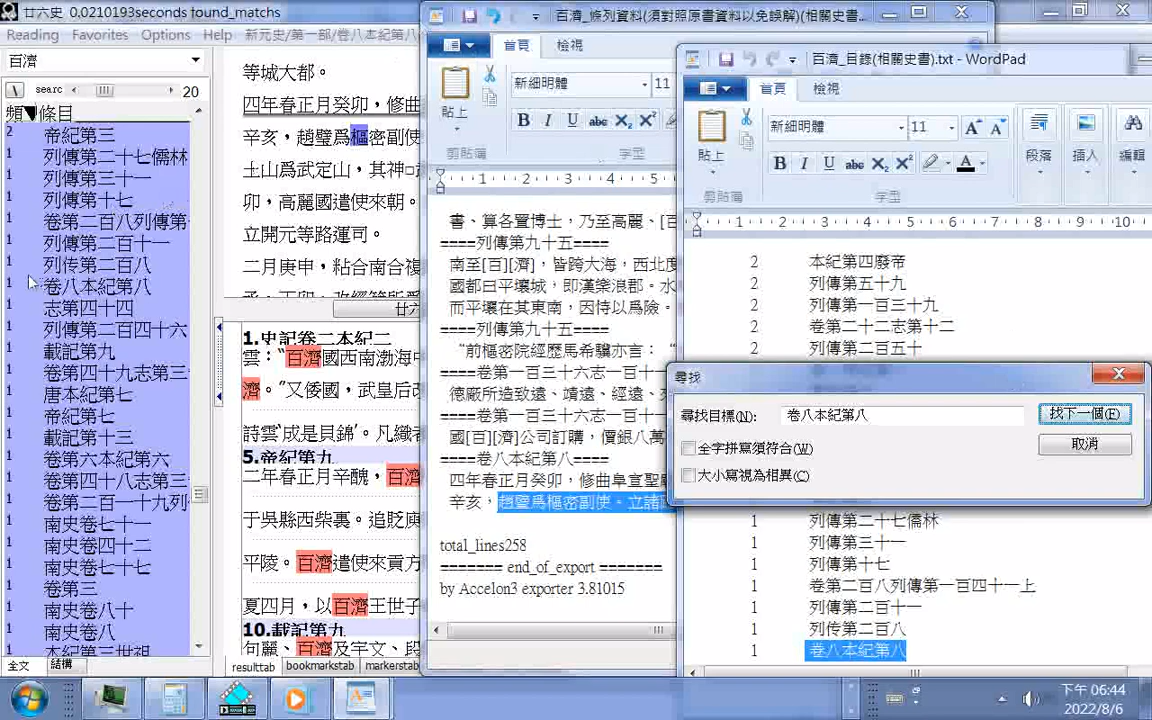 廿六史 0.0210193seconds found_matchs
Reading Favorites Options Help 新元史/第一部/卷八本紀第八
百濟
searc 20
頻 條目
2 帝紀第三
1 列傳第二十七儒林
1 列傳第三十一
1 列傳第十七
1 卷第二百八列傳第
1 列傳第二百十一
1 列传第二百八
1 卷八本紀第八
1 志第四十四
1 列傳第二百四十六
1 載記第九
1 卷第四十九志第三
1 唐本紀第七
1 帝紀第七
1 載記第十三
1 卷第六本紀第六
1 卷第四十八志第三
1 卷第二百一十九列
1 南史卷七十一
1 南史卷四十二
1 南史卷七十七
1 卷第三
1 南史卷八十
1 南史卷八
1 本紀第三世祖
全文 結構
等城大都。
四年春正月癸卯，修曲
辛亥，趙璧爲樞密副使
土山爲武定山，其神
卯，高麗國遣使來朝。
立開元等路運司。
二月庚申，粘合南合複
廿六
1.史記卷二本紀二
雲：“百濟國西南渤海中
濟。”又倭國，武皇后改
詩雲‘成是貝錦’。凡織者
5.帝紀第九
二年春正月辛醜，百濟
于吳縣西柴裏。追貶庾
平陵。百濟遣使來貢方
夏四月，以百濟王世子
10.載記第九
句麗、百濟及宇文、段
resulttab bookmarkstab markerstab
百濟_條列資料(須對照原書資料以免誤解)(相關史書...
首頁 檢視
貼上
新細明體 11
B I U abc X₂ X²
剪貼簿 字型
1 2 3 4 5
書、算各置博士，乃至高麗、[百
====列傳第九十五====
南至[百][濟]，皆跨大海，西北度
國都曰平壤城，即漢樂浪郡。水
而平壤在其東南，因恃以爲險。
====列傳第九十五====
“前樞密院經歷馬希驥亦言：“
====卷第一百三十六志一百一十
德廠所造致遠、靖遠、經遠、
====卷第一百三十六志一百一十
國[百][濟]公司訂購，價銀八萬
====卷八本紀第八====
四年春正月癸卯，修曲阜宣聖
辛亥，趙璧爲樞密副使。立諸
total_lines258
======= end_of_export =======
by Accelon3 exporter 3.81015
百濟_目錄(相關史書).txt - WordPad
首頁 檢視
貼上
新細明體 11
B I U abc X₂ X²
段落 插入 編輯
剪貼簿 字型
1 2 3 4 5 6 7 8 9 10
2 本紀第四廢帝
2 列傳第五十九
2 列傳第一百三十九
2 卷第二十二志第十二
2 列傳第二百五十
尋找
尋找目標(N): 卷八本紀第八 找下一個(F)
全字拼寫須符合(W) 取消
大小寫視為相異(C)
1 列傳第二十七儒林
1 列傳第三十一
1 列傳第十七
1 卷第二百八列傳第一百四十一上
1 列傳第二百十一
1 列传第二百八
1 卷八本紀第八
下午 06:44
2022/8/6